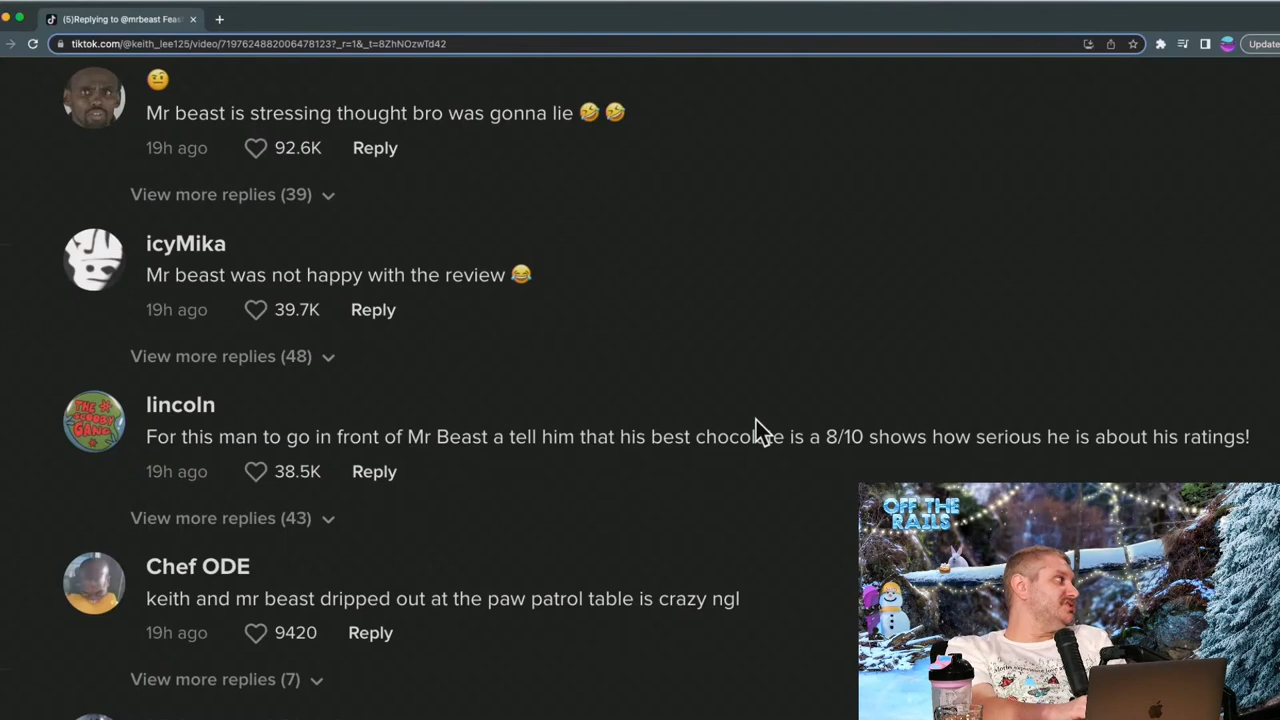 (5)Replying to @mrbeast Feas
tiktok.com/@keith_lee125/video/7197624882006478123?_r=1&_t=8ZhNOzwTd42
Update
🤨
Mr beast is stressing thought bro was gonna lie 🤣 🤣
19h ago 92.6K Reply
View more replies (39)
icyMika
Mr beast was not happy with the review 😂
19h ago 39.7K Reply
View more replies (48)
THE SCOOBY GANG
lincoln
For this man to go in front of Mr Beast a tell him that his best is a 8/10 shows how serious he is about his ratings!
19h ago 38.5K Reply
View more replies (43)
OFF THE
RAILS
Chef ODE
keith and mr beast dripped out at the paw patrol table is crazy ngl
19h ago 9420 Reply
View more replies (7)